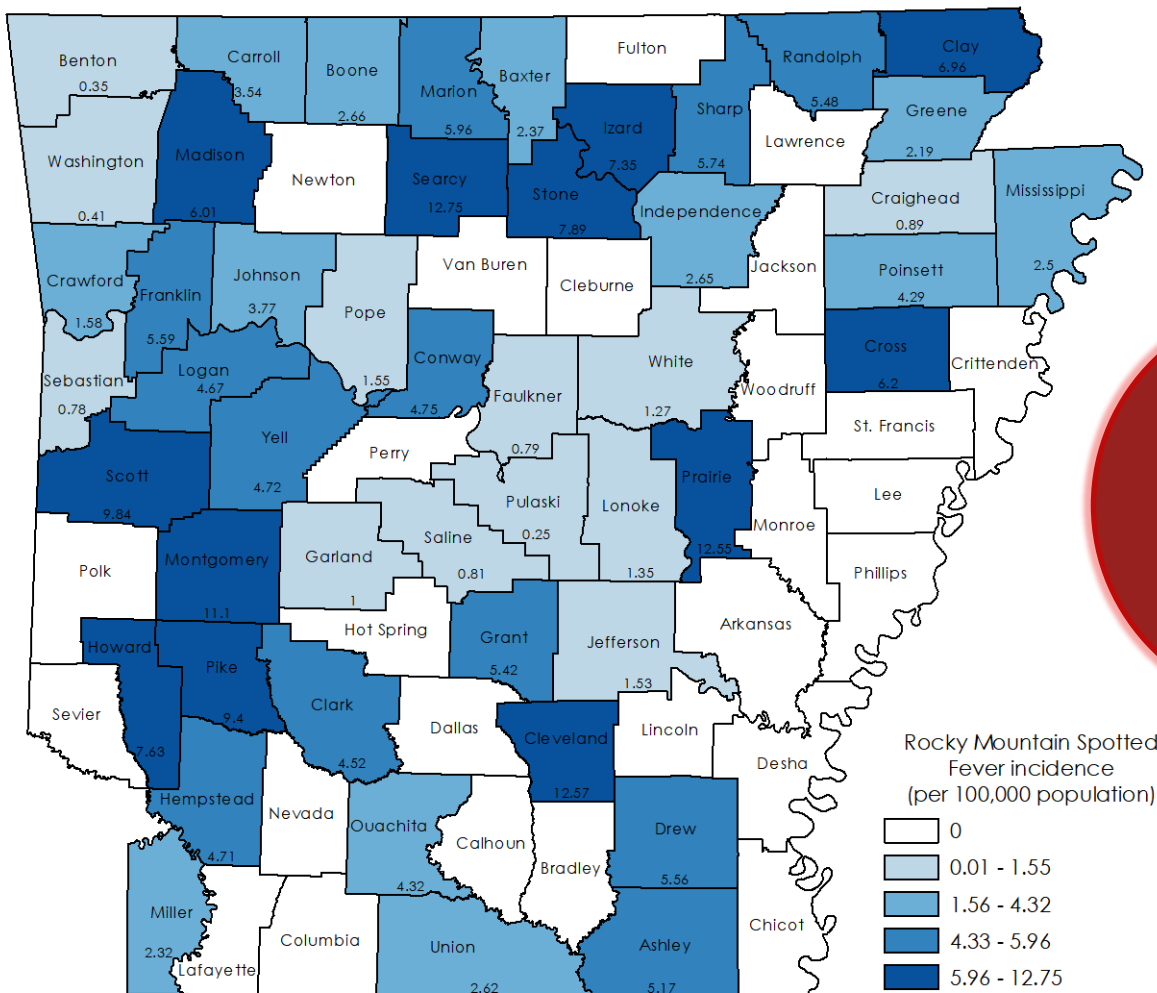 Benton
0.35
Carroll
3.54
Boone
2.66
Marion
5.96
Baxter
2.37
Fulton
Sharp
5.74
Randolph
5.48
Clay
6.96
Greene
2.19
Lawrence
Izard
7.35
Washington
0.41
Madison
6.01
Newton
Searcy
12.75
Stone
7.89
Independence
2.65
Jackson
Craighead
0.89
Mississippi
2.5
Poinsett
4.29
Crawford
1.58
Franklin
5.59
Johnson
3.77
Pope
1.55
Van Buren
Cleburne
Conway
4.75
White
1.27
Woodruff
Cross
6.2
Crittenden
Sebastian
0.78
Logan
4.67
Faulkner
0.79
St. Francis
Yell
4.72
Perry
Scott
9.84
Pulaski
0.25
Lonoke
1.35
Prairie
12.55
Monroe
Lee
Phillips
Polk
Montgomery
11.1
Garland
1
Saline
0.81
Hot Spring
Grant
5.42
Jefferson
1.53
Arkansas
Howard
7.63
Pike
9.4
Clark
4.52
Sevier
Dallas
Cleveland
12.57
Lincoln
Desha
Hempstead
4.71
Nevada
Ouachita
4.32
Calhoun
Bradley
Drew
5.56
Miller
2.32
Lafayette
Columbia
Union
2.62
Ashley
5.17
Chicot
Rocky Mountain Spotted
Fever incidence
(per 100,000 population)
0
0.01 - 1.55
1.56 - 4.32
4.33 - 5.96
5.96 - 12.75